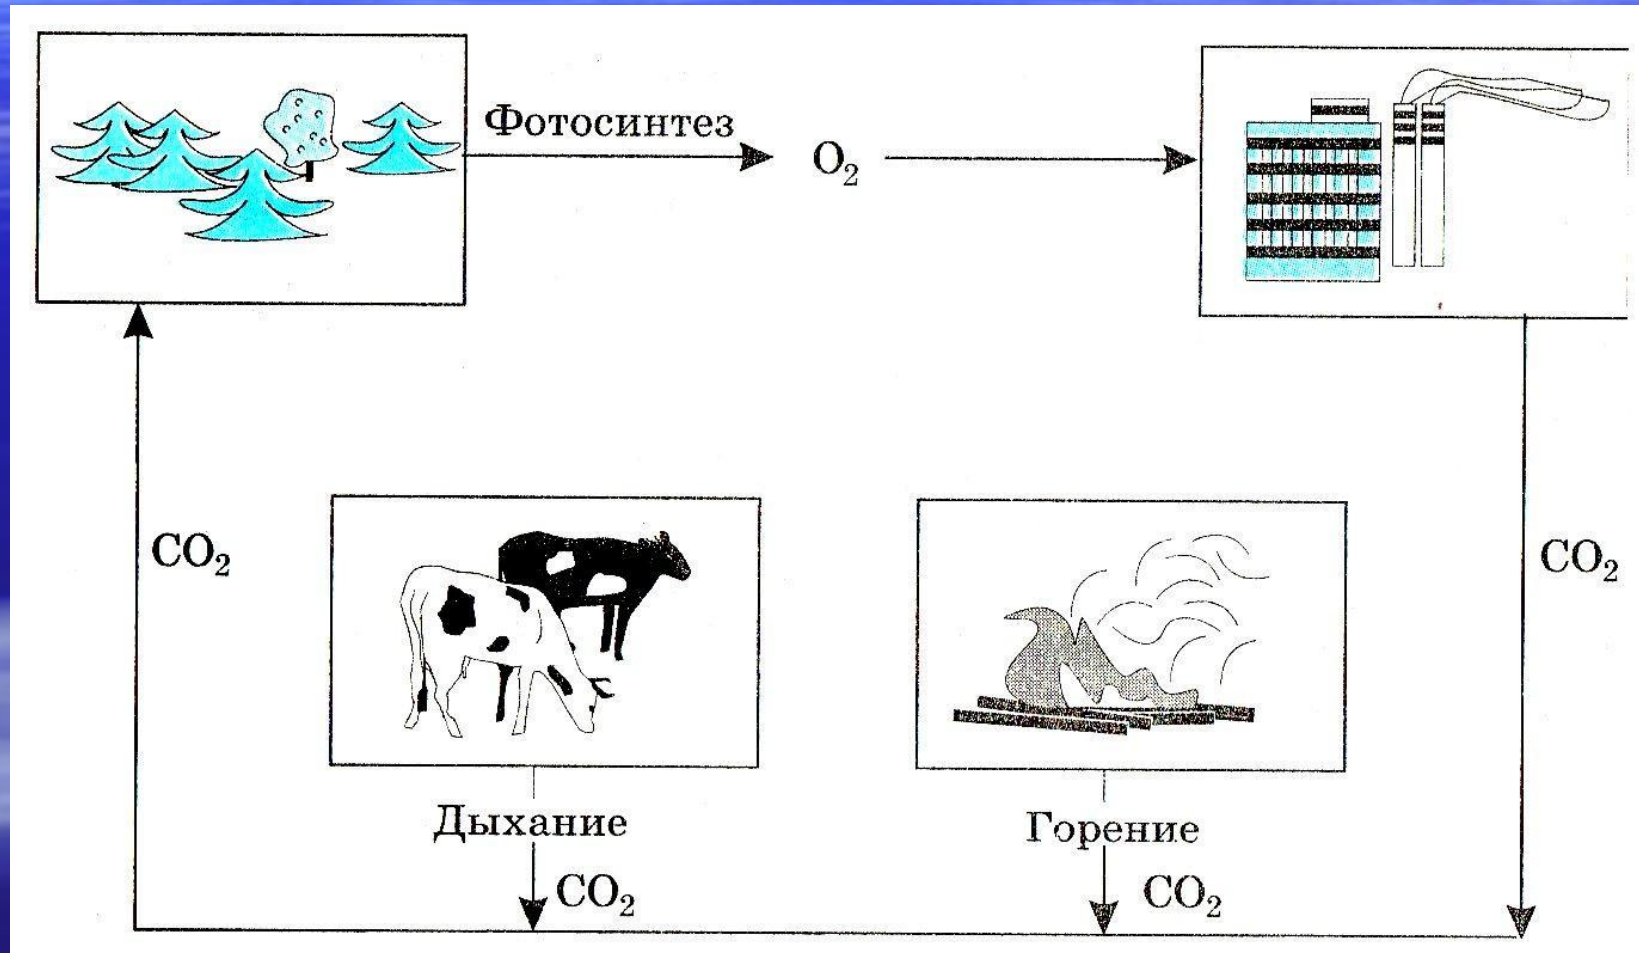 Фотосинтез
O₂
CO₂
CO₂
Дыхание
Горение
CO₂
CO₂